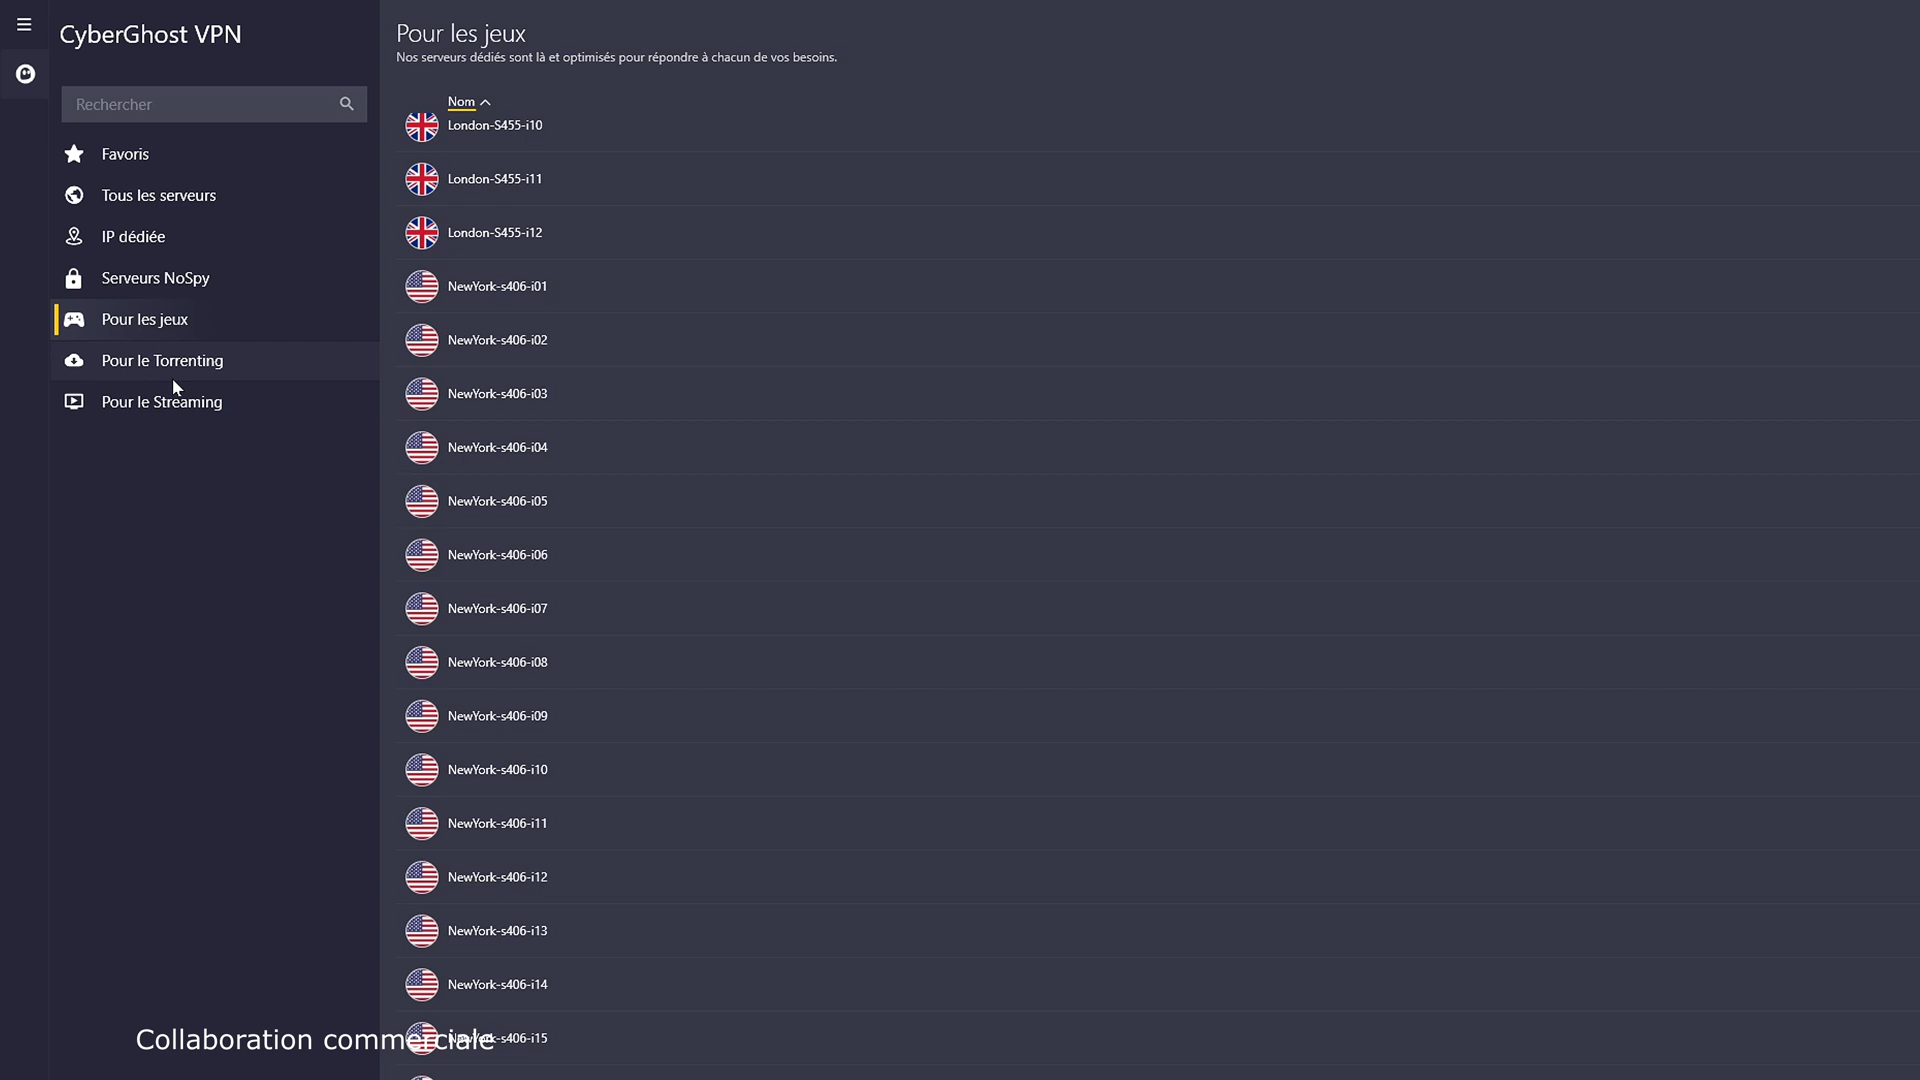 CyberGhost VPN
Rechercher
Favoris
Tous les serveurs
IP dédiée
Serveurs NoSpy
Pour les jeux
Pour le Torrenting
Pour le Streaming
Pour les jeux
Nos serveurs dédiés sont là et optimisés pour répondre à chacun de vos besoins.
Nom
London-S455-i10
London-S455-i11
London-S455-i12
NewYork-s406-i01
NewYork-s406-i02
NewYork-s406-i03
NewYork-s406-i04
NewYork-s406-i05
NewYork-s406-i06
NewYork-s406-i07
NewYork-s406-i08
NewYork-s406-i09
NewYork-s406-i10
NewYork-s406-i11
NewYork-s406-i12
NewYork-s406-i13
NewYork-s406-i14
NewYork-s406-i15
Collaboration commerciale